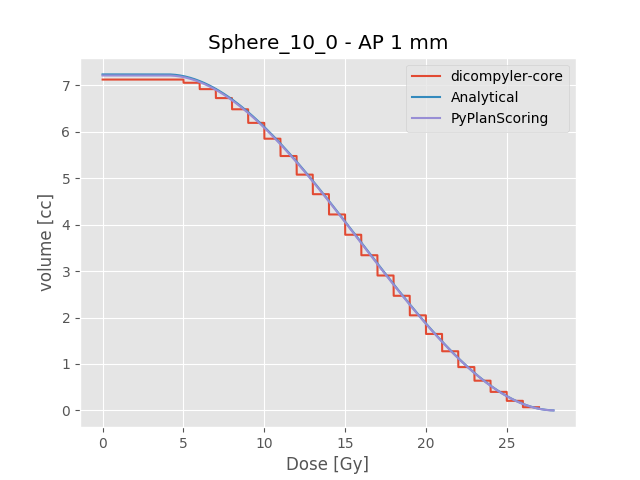 Sphere_10_0 - AP 1 mm
dicompyler-core
Analytical
PyPlanScoring
7
6
5
4
3
2
1
0
volume [cc]
0 5 10 15 20 25
Dose [Gy]